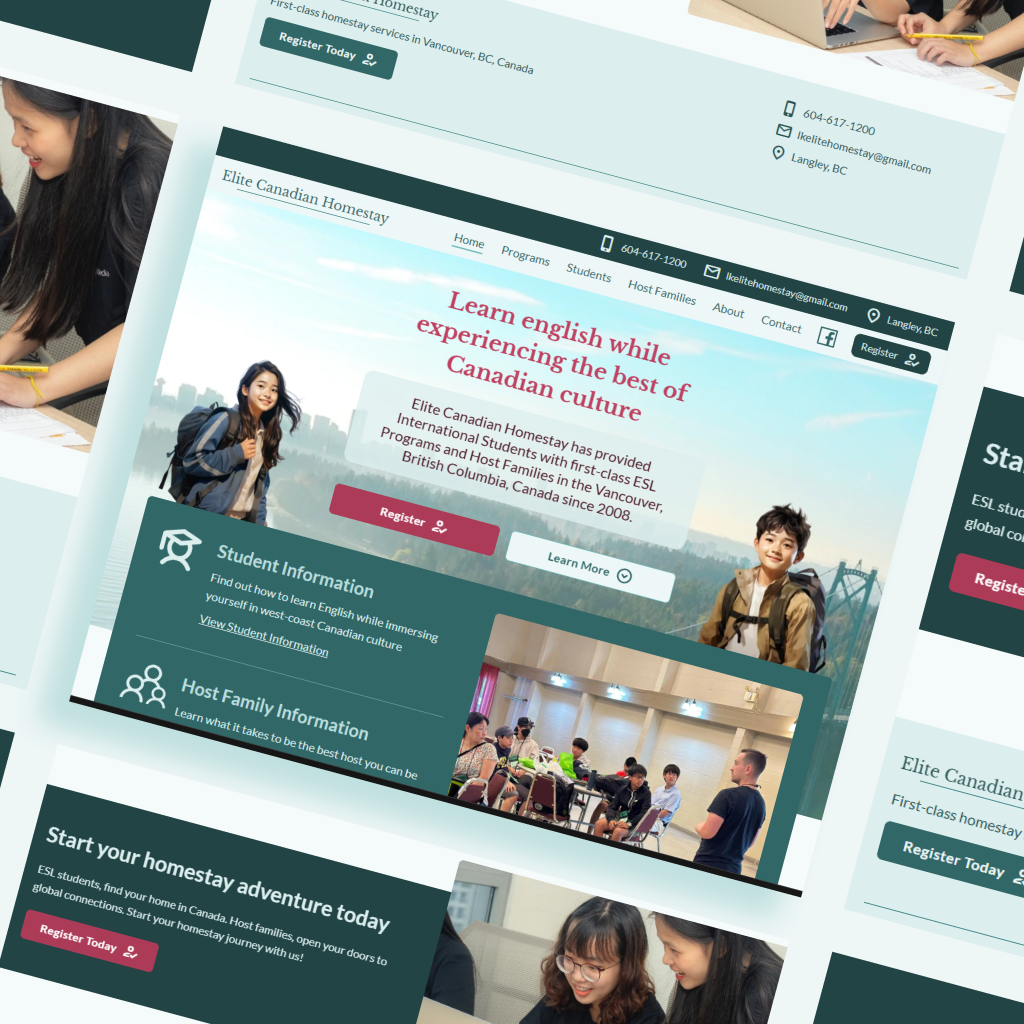 Homestay
First-class homestay services in Vancouver, BC, Canada
Register Today
604-617-1200
lkelitehomestay@gmail.com
Langley, BC
604-617-1200
lkelitehomestay@gmail.com
Langley, BC
Elite Canadian Homestay
Home
Programs
Students
Host Families
About
Contact
Register
Learn english while
experiencing the best of
Canadian culture
Elite Canadian Homestay has provided
International Students with first-class ESL
Programs and Host Families in the Vancouver,
British Columbia, Canada since 2008.
Register
Learn More
Student Information
Find out how to learn English while immersing
yourself in west-coast Canadian culture
View Student Information
Host Family Information
Learn what it takes to be the best host you can be
Sta
ESL stud
global con
Registe
Elite Canadian
First-class homestay
Register Today
Start your homestay adventure today
ESL students, find your home in Canada. Host families, open your doors to
global connections. Start your homestay journey with us!
Register Today